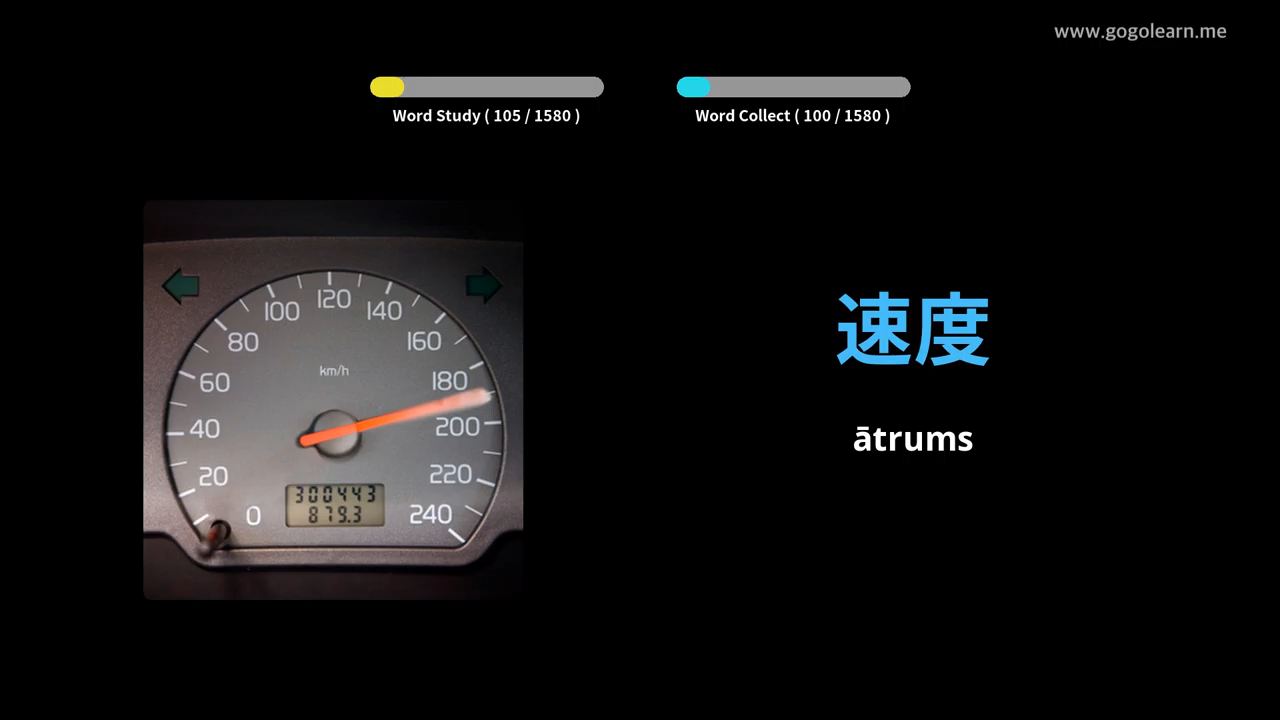 www.gogolearn.me
Word Study ( 105 / 1580 )
Word Collect ( 100 / 1580 )
速度
ātrums
120
100
140
80
160
km/h
60
180
40
200
20
220
0
240
300443
879.3